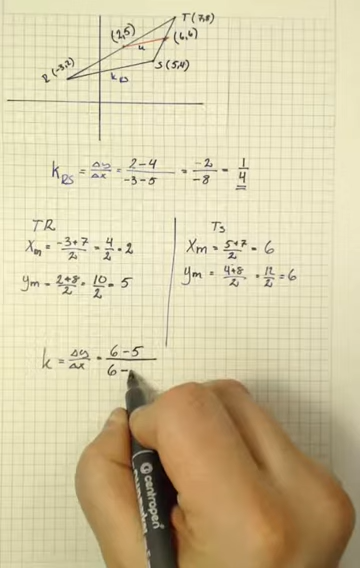 T (7,8)
(2,5)
(6,6)
k
R (-3,2)
S (5,4)
k RS
k RS = Δy/Δx = 2-4/-3-5 = -2/-8 = 1/4
TR
Xm = -3+7/2 = 4/2 = 2
ym = 2+8/2 = 10/2 = 5
TS
Xm = 5+7/2 = 6
ym = 4+8/2 = 12/2 = 6
k = Δy/Δx = 6-5/6-
centropen